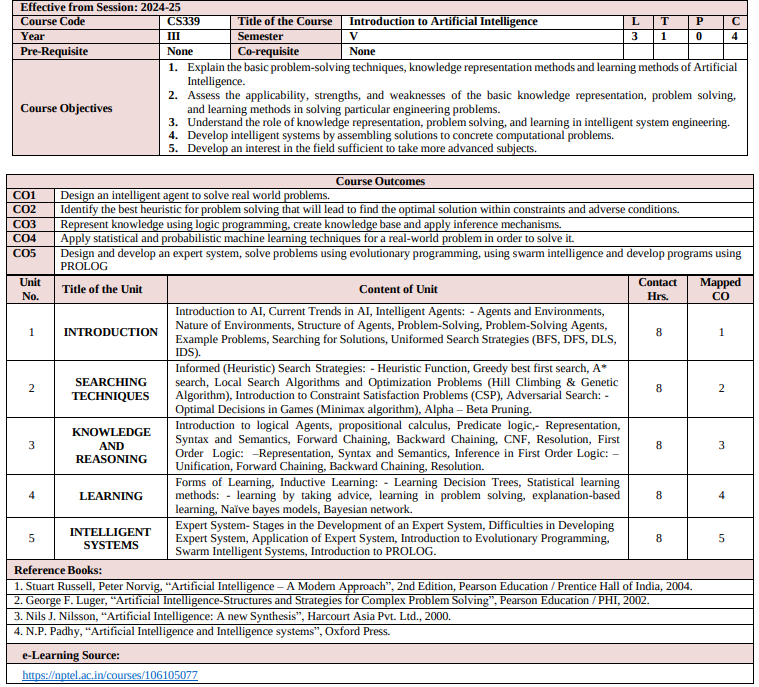 Effective from Session: 2024-25
Course Code CS339 Title of the Course Introduction to Artificial Intelligence L T P C
Year III Semester V 3 1 0 4
Pre-Requisite None Co-requisite None
Course Objectives
1. Explain the basic problem-solving techniques, knowledge representation methods and learning methods of Artificial
Intelligence.
2. Assess the applicability, strengths, and weaknesses of the basic knowledge representation, problem solving,
and learning methods in solving particular engineering problems.
3. Understand the role of knowledge representation, problem solving, and learning in intelligent system engineering.
4. Develop intelligent systems by assembling solutions to concrete computational problems.
5. Develop an interest in the field sufficient to take more advanced subjects.
Course Outcomes
CO1 Design an intelligent agent to solve real world problems.
CO2 Identify the best heuristic for problem solving that will lead to find the optimal solution within constraints and adverse conditions.
CO3 Represent knowledge using logic programming, create knowledge base and apply inference mechanisms.
CO4 Apply statistical and probabilistic machine learning techniques for a real-world problem in order to solve it.
CO5 Design and develop an expert system, solve problems using evolutionary programming, using swarm intelligence and develop programs using
PROLOG
Unit No. Title of the Unit Content of Unit Contact Hrs. Mapped CO
1 INTRODUCTION
Introduction to AI, Current Trends in AI, Intelligent Agents: - Agents and Environments,
Nature of Environments, Structure of Agents, Problem-Solving, Problem-Solving Agents,
Example Problems, Searching for Solutions, Uniformed Search Strategies (BFS, DFS, DLS,
IDS).
8 1
2 SEARCHING TECHNIQUES
Informed (Heuristic) Search Strategies: - Heuristic Function, Greedy best first search, A*
search, Local Search Algorithms and Optimization Problems (Hill Climbing & Genetic
Algorithm), Introduction to Constraint Satisfaction Problems (CSP), Adversarial Search: -
Optimal Decisions in Games (Minimax algorithm), Alpha – Beta Pruning.
8 2
3 KNOWLEDGE AND REASONING
Introduction to logical Agents, propositional calculus, Predicate logic,- Representation,
Syntax and Semantics, Forward Chaining, Backward Chaining, CNF, Resolution, First
Order Logic: –Representation, Syntax and Semantics, Inference in First Order Logic: –
Unification, Forward Chaining, Backward Chaining, Resolution.
8 3
4 LEARNING
Forms of Learning, Inductive Learning: - Learning Decision Trees, Statistical learning
methods: - learning by taking advice, learning in problem solving, explanation-based
learning, Naïve bayes models, Bayesian network.
8 4
5 INTELLIGENT SYSTEMS
Expert System- Stages in the Development of an Expert System, Difficulties in Developing
Expert System, Application of Expert System, Introduction to Evolutionary Programming,
Swarm Intelligent Systems, Introduction to PROLOG.
8 5
Reference Books:
1. Stuart Russell, Peter Norvig, “Artificial Intelligence – A Modern Approach”, 2nd Edition, Pearson Education / Prentice Hall of India, 2004.
2. George F. Luger, “Artificial Intelligence-Structures and Strategies for Complex Problem Solving”, Pearson Education / PHI, 2002.
3. Nils J. Nilsson, “Artificial Intelligence: A new Synthesis”, Harcourt Asia Pvt. Ltd., 2000.
4. N.P. Padhy, “Artificial Intelligence and Intelligence systems”, Oxford Press.
e-Learning Source:
https://nptel.ac.in/courses/106105077